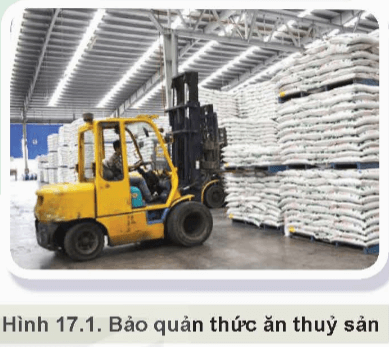 Hình 17.1. Bảo quản thức ăn thuỷ sản